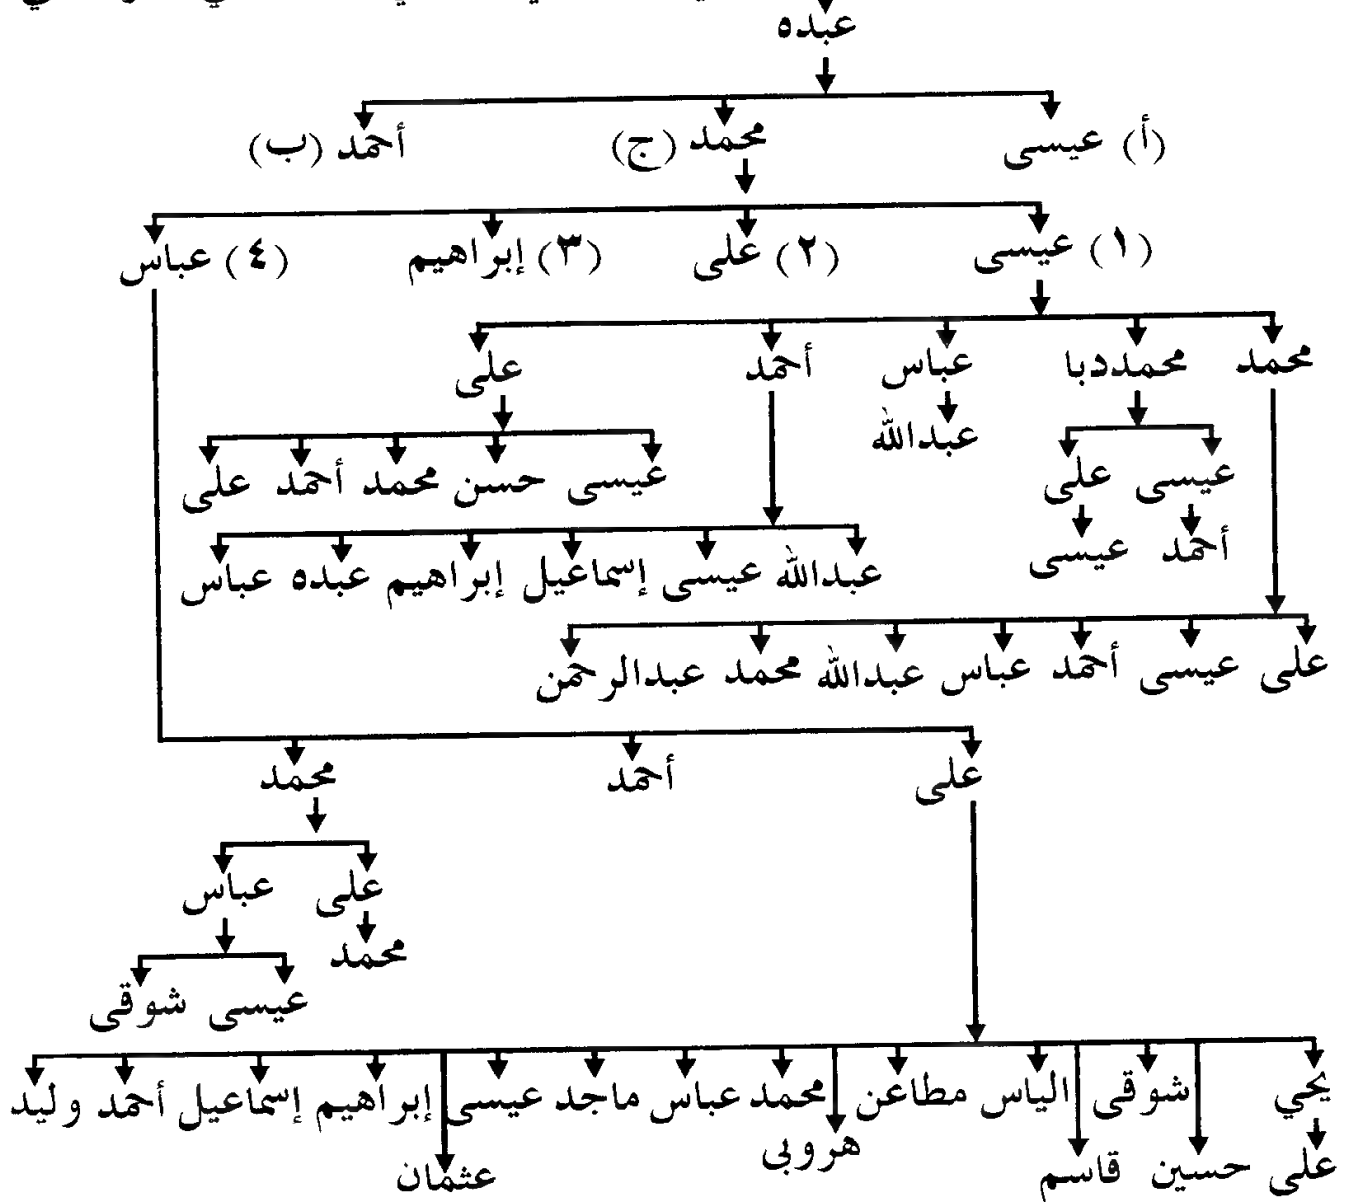 عبده
(أ) عيسى محمد (ج) أحمد (ب)
(١) عيسى (٢) على (٣) إبراهيم (٤) عباس
محمد محمددبا عباس أحمد على
عبدالله
عيسى على عيسى حسن محمد أحمد على
أحمد عيسى
عبدالله عيسى إسماعيل إبراهيم عبده عباس
على عيسى أحمد عباس عبدالله محمد عبدالرحمن
على أحمد محمد
على عباس
محمد
عيسى شوقى
يحي شوقى الياس مطاعن محمد عباس ماجد عيسى إبراهيم إسماعيل أحمد وليد
على حسين قاسم هروبى عثمان